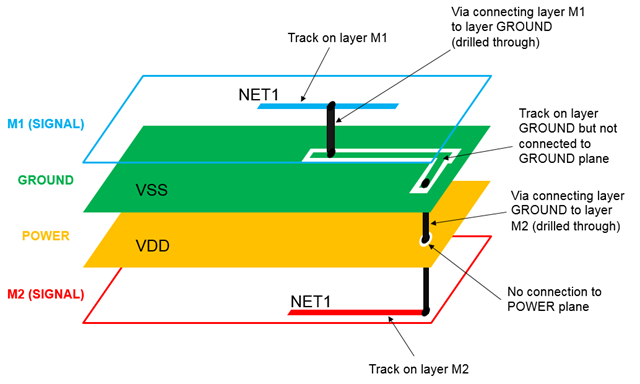 Via connecting layer M1
to layer GROUND
(drilled through)
Track on layer M1
NET1
M1 (SIGNAL)
Track on layer
GROUND but not
connected to
GROUND plane
GROUND
VSS
Via connecting layer
GROUND to layer
M2 (drilled through)
POWER
VDD
M2 (SIGNAL)
NET1
No connection to
POWER plane
Track on layer M2